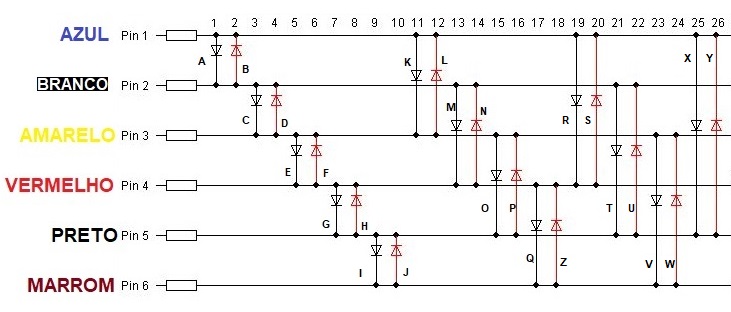 1 2 3 4 5 6 7 8 9 10 11 12 13 14 15 16 17 18 19 20 21 22 23 24 25 26
AZUL Pin 1
A B K L X Y
BRANCO Pin 2
C D M N R S
AMARELO Pin 3
E F O P T U
VERMELHO Pin 4
G H Q Z V W
PRETO Pin 5
I J
MARROM Pin 6